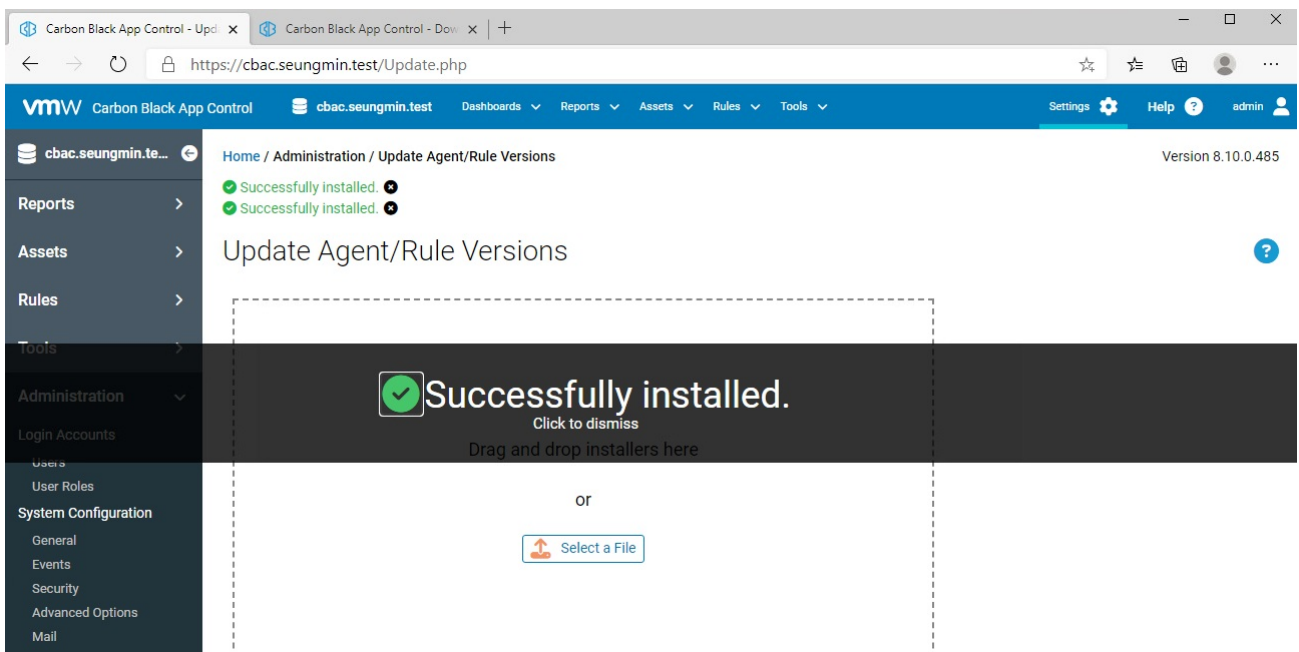 Carbon Black App Control - Upd
Carbon Black App Control - Dow
https://cbac.seungmin.test/Update.php
vmw Carbon Black App Control
cbac.seungmin.test
Dashboards
Reports
Assets
Rules
Tools
Settings
Help ?
admin
cbac.seungmin.te...
Home / Administration / Update Agent/Rule Versions
Version 8.10.0.485
Successfully installed.
Successfully installed.
Reports
Assets
Rules
Tools
Administration
Login Accounts
Users
User Roles
System Configuration
General
Events
Security
Advanced Options
Mail
Update Agent/Rule Versions
?
Successfully installed.
Click to dismiss
Drag and drop installers here
or
Select a File